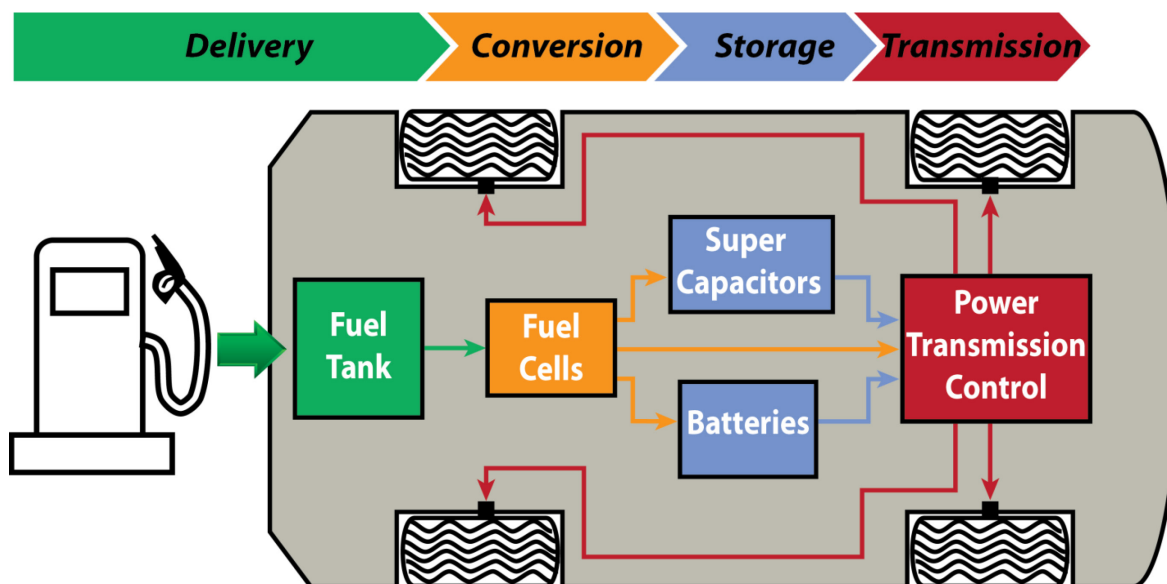 Delivery
Conversion
Storage
Transmission
Super
Capacitors
Fuel
Tank
Fuel
Cells
Power
Transmission
Control
Batteries